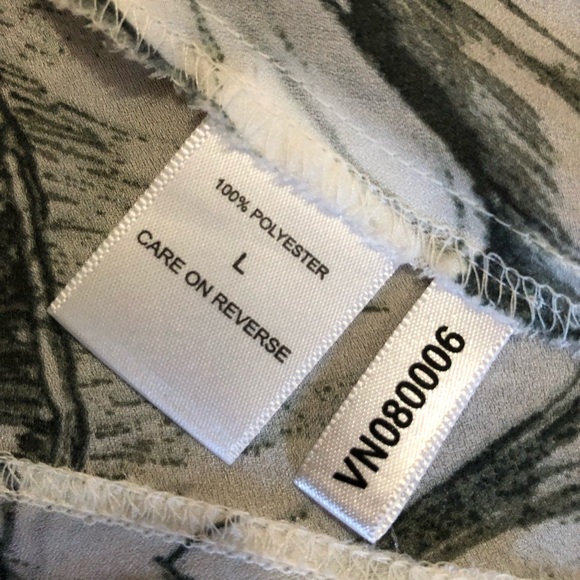 100% POLYESTER
L
CARE ON REVERSE
VN080006